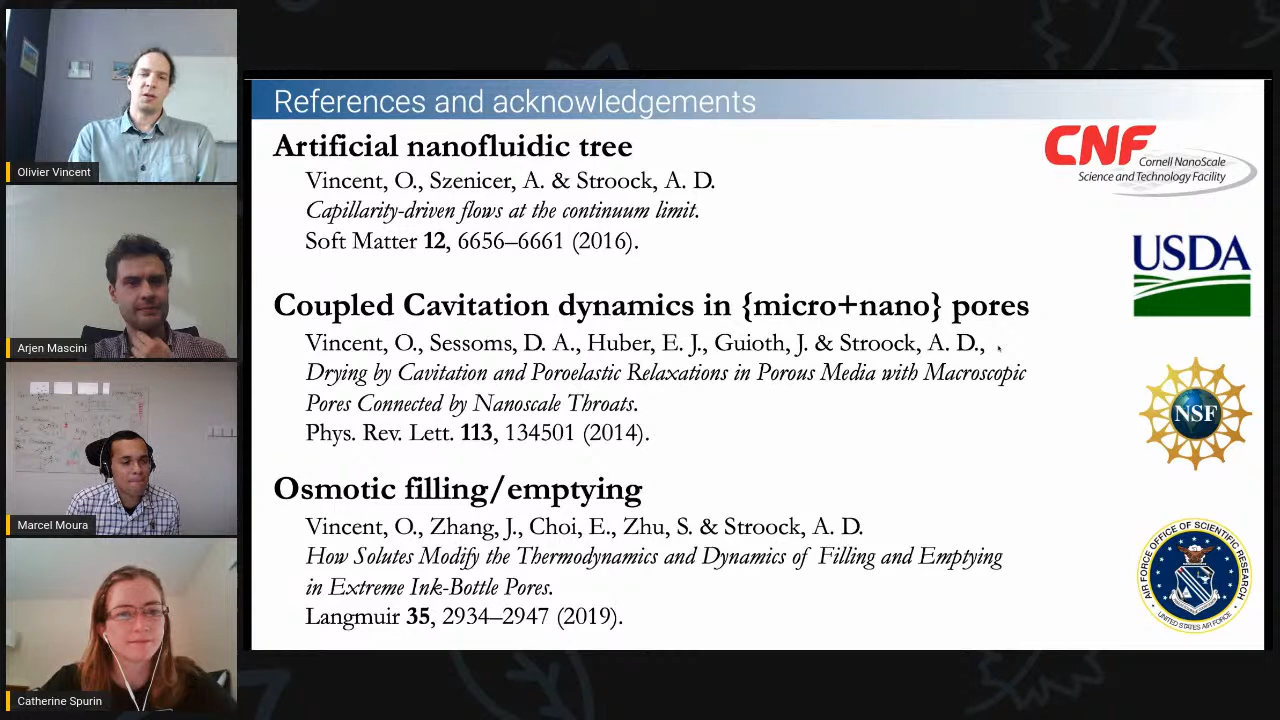 Olivier Vincent
Arjen Mascini
Marcel Moura
Catherine Spurin
References and acknowledgements
Artificial nanofluidic tree
Vincent, O., Szenicer, A. & Stroock, A. D.
Capillarity-driven flows at the continuum limit.
Soft Matter 12, 6656–6661 (2016).
Coupled Cavitation dynamics in {micro+nano} pores
Vincent, O., Sessoms, D. A., Huber, E. J., Guioth, J. & Stroock, A. D.,
Drying by Cavitation and Poroelastic Relaxations in Porous Media with Macroscopic
Pores Connected by Nanoscale Throats.
Phys. Rev. Lett. 113, 134501 (2014).
Osmotic filling/emptying
Vincent, O., Zhang, J., Choi, E., Zhu, S. & Stroock, A. D.
How Solutes Modify the Thermodynamics and Dynamics of Filling and Emptying
in Extreme Ink-Bottle Pores.
Langmuir 35, 2934–2947 (2019).
CNF
Cornell NanoScale
Science and Technology Facility
USDA
NSF
AIR FORCE OFFICE OF SCIENTIFIC RESEARCH
UNITED STATES AIR FORCE